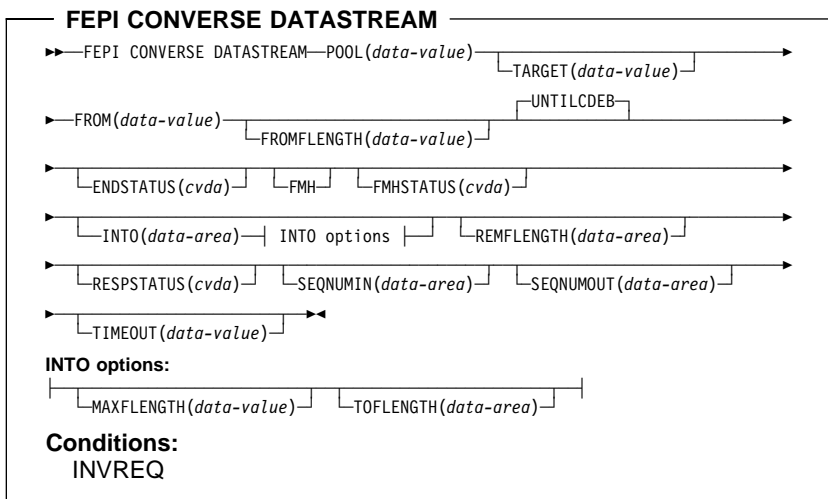 FEPI CONVERSE DATASTREAM
FEPI CONVERSE DATASTREAM POOL(data-value)
TARGET(data-value)
UNTILCDEB
FROM(data-value)
FROMFLENGTH(data-value)
ENDSTATUS(cvda) FMH FMHSTATUS(cvda)
INTO(data-area) INTO options REMFLENGTH(data-area)
RESPSTATUS(cvda) SEQNUMIN(data-area) SEQNUMOUT(data-area)
TIMEOUT(data-value)
INTO options:
MAXFLENGTH(data-value) TOFLENGTH(data-area)
Conditions:
INVREQ